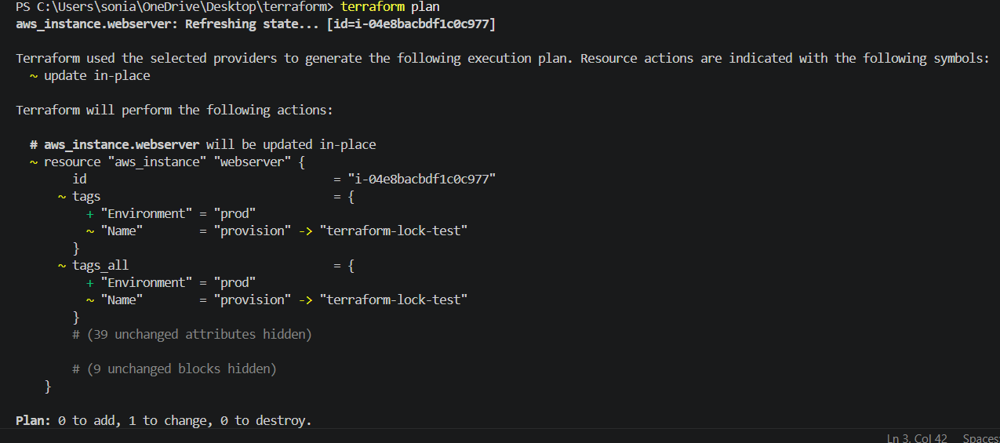 PS C:\Users\sonia\OneDrive\Desktop\terraform> terraform plan
aws_instance.webserver: Refreshing state... [id=i-04e8bacbdf1c0c977]
Terraform used the selected providers to generate the following execution plan. Resource actions are indicated with the following symbols:
~ update in-place
Terraform will perform the following actions:
# aws_instance.webserver will be updated in-place
~ resource "aws_instance" "webserver" {
id = "i-04e8bacbdf1c0c977"
~ tags = {
+ "Environment" = "prod"
~ "Name" = "provision" -> "terraform-lock-test"
}
~ tags_all = {
+ "Environment" = "prod"
~ "Name" = "provision" -> "terraform-lock-test"
}
# (39 unchanged attributes hidden)
# (9 unchanged blocks hidden)
}
Plan: 0 to add, 1 to change, 0 to destroy.
Ln 3, Col 42 Spaces: